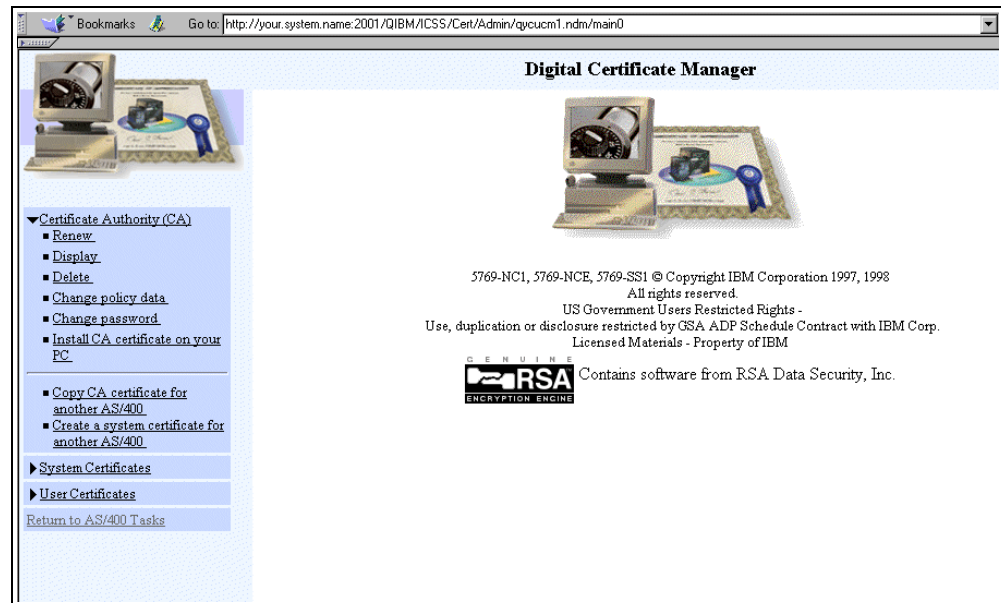 Bookmarks Go to: http://your.system.name:2001/QIBM/ICSS/Cert/Admin/qycucm1.ndm/main0
Digital Certificate Manager
Certificate Authority (CA)
Renew
Display
Delete
Change policy data
Change password
Install CA certificate on your
PC
Copy CA certificate for
another AS/400
Create a system certificate for
another AS/400
System Certificates
User Certificates
Return to AS/400 Tasks
5769-NC1, 5769-NCE, 5769-SS1 © Copyright IBM Corporation 1997, 1998
All rights reserved.
US Government Users Restricted Rights -
Use, duplication or disclosure restricted by GSA ADP Schedule Contract with IBM Corp.
Licensed Materials - Property of IBM
GENUINE
RSA
ENCRYPTION ENGINE
Contains software from RSA Data Security, Inc.